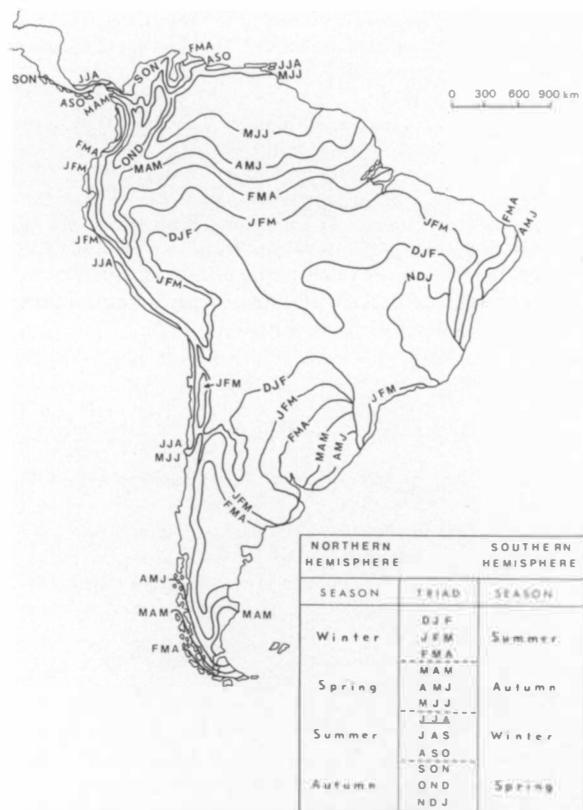 SON
JJA
ASO
MAM
SON
FMA
ASO
JJA
MJJ
0 300 600 900 km
FMA
JFM
OND
MAM
MJJ
AMJ
FMA
JFM
JFM
FMA
AMJ
JFM
JJA
DJF
JFM
DJF
NDJ
JFM
DJF
JFM
JFM
FMA
MAM
AMJ
JJA
MJJ
JFM
FMA
AMJ
MAM
MAM
FMA
NORTHERN HEMISPHERE SOUTHERN HEMISPHERE
SEASON TRIAD SEASON
DJF
Winter JFM Summer
FMA
MAM
Spring AMJ Autumn
MJJ
JJA
Summer JAS Winter
ASO
SON
Autumn OND Spring
NDJ